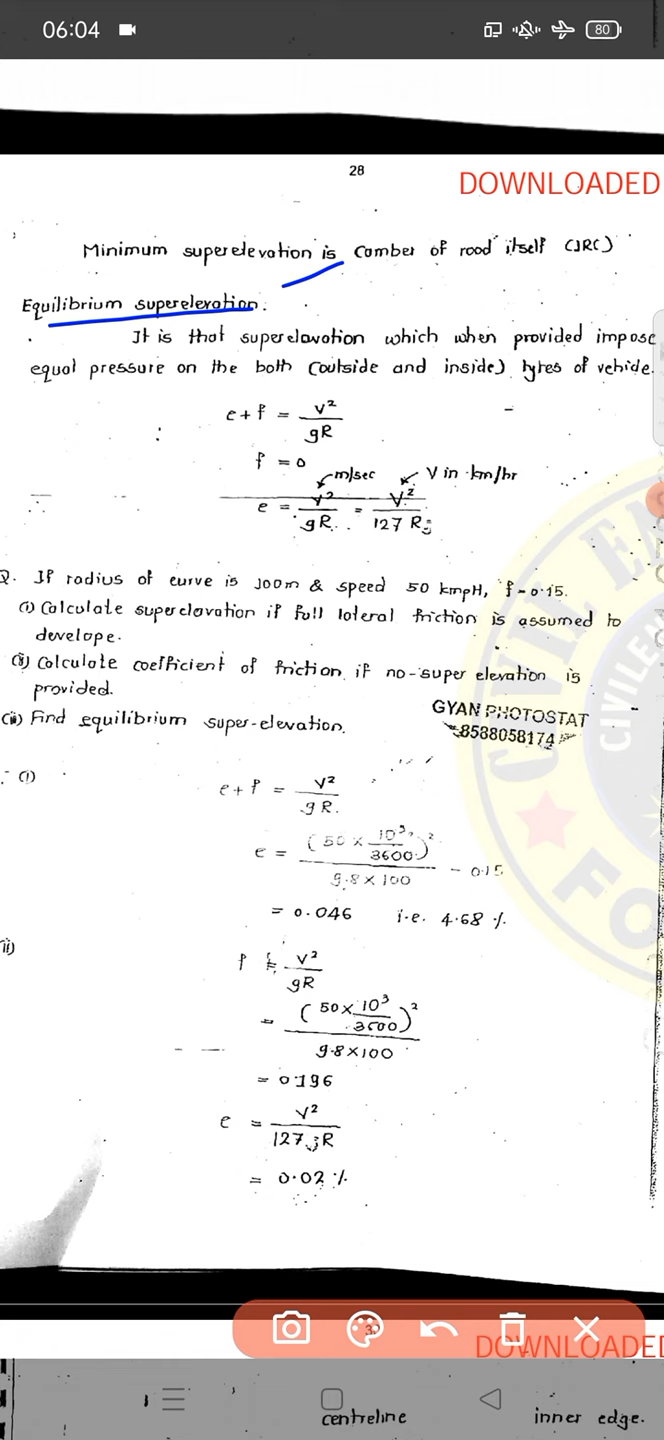 06:04
80
28
DOWNLOADED
Minimum superelevation is Camber of road itself (IRC)
Equilibrium superelevation:
It is that superelevation which when provided impose
equal pressure on the both (outside and inside) tyres of vehicle.
e + f = V² / gR
f = 0
m/sec V in km/hr
e = v² / gR = V² / 127 R
Q. If radius of curve is 100m & speed 50 kmpH, f = 0.15.
(i) Calculate superelavation if full lateral friction is assumed to
develope.
(ii) Calculate coefficient of friction if no-super elevation is
provided.
(iii) Find equilibrium super-elevation.
GYAN PHOTOSTAT
8588058174
CIVIL
CIVILEN
FO
(i) e + f = V² / gR.
e = (50 × 10³/3600)² / 9.8 × 100 - 0.15
= 0.046 i.e. 4.68 %
(ii) f = V² / gR
= (50 × 10³/3600)² / 9.8 × 100
= 0.196
e = V² / 127 R
= 0.02 %
DOWNLOADED
centreline inner edge.